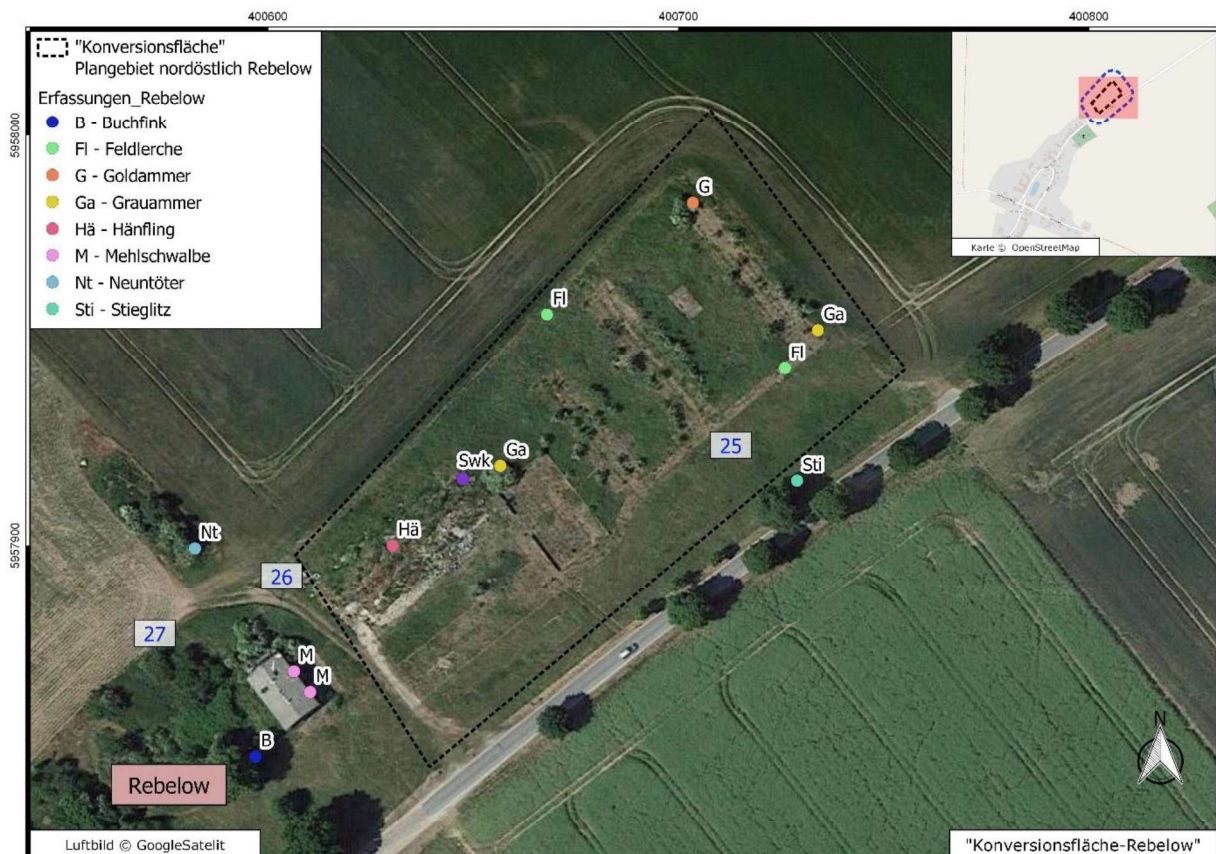 400600
400700
400800
"Konversionsfläche"
Plangebiet nordöstlich Rebelow
Erfassungen_Rebelow
B - Buchfink
Fl - Feldlerche
G - Goldammer
Ga - Grauammer
Hä - Hänfling
M - Mehlschwalbe
Nt - Neuntöter
Sti - Stieglitz
Karte © OpenStreetMap
5958000
5957900
G
Fl
Ga
Fl
25
Swk
Ga
Sti
Hä
Nt
26
27
M
M
B
Rebelow
N
Luftbild © GoogleSatelit
"Konversionsfläche-Rebelow"